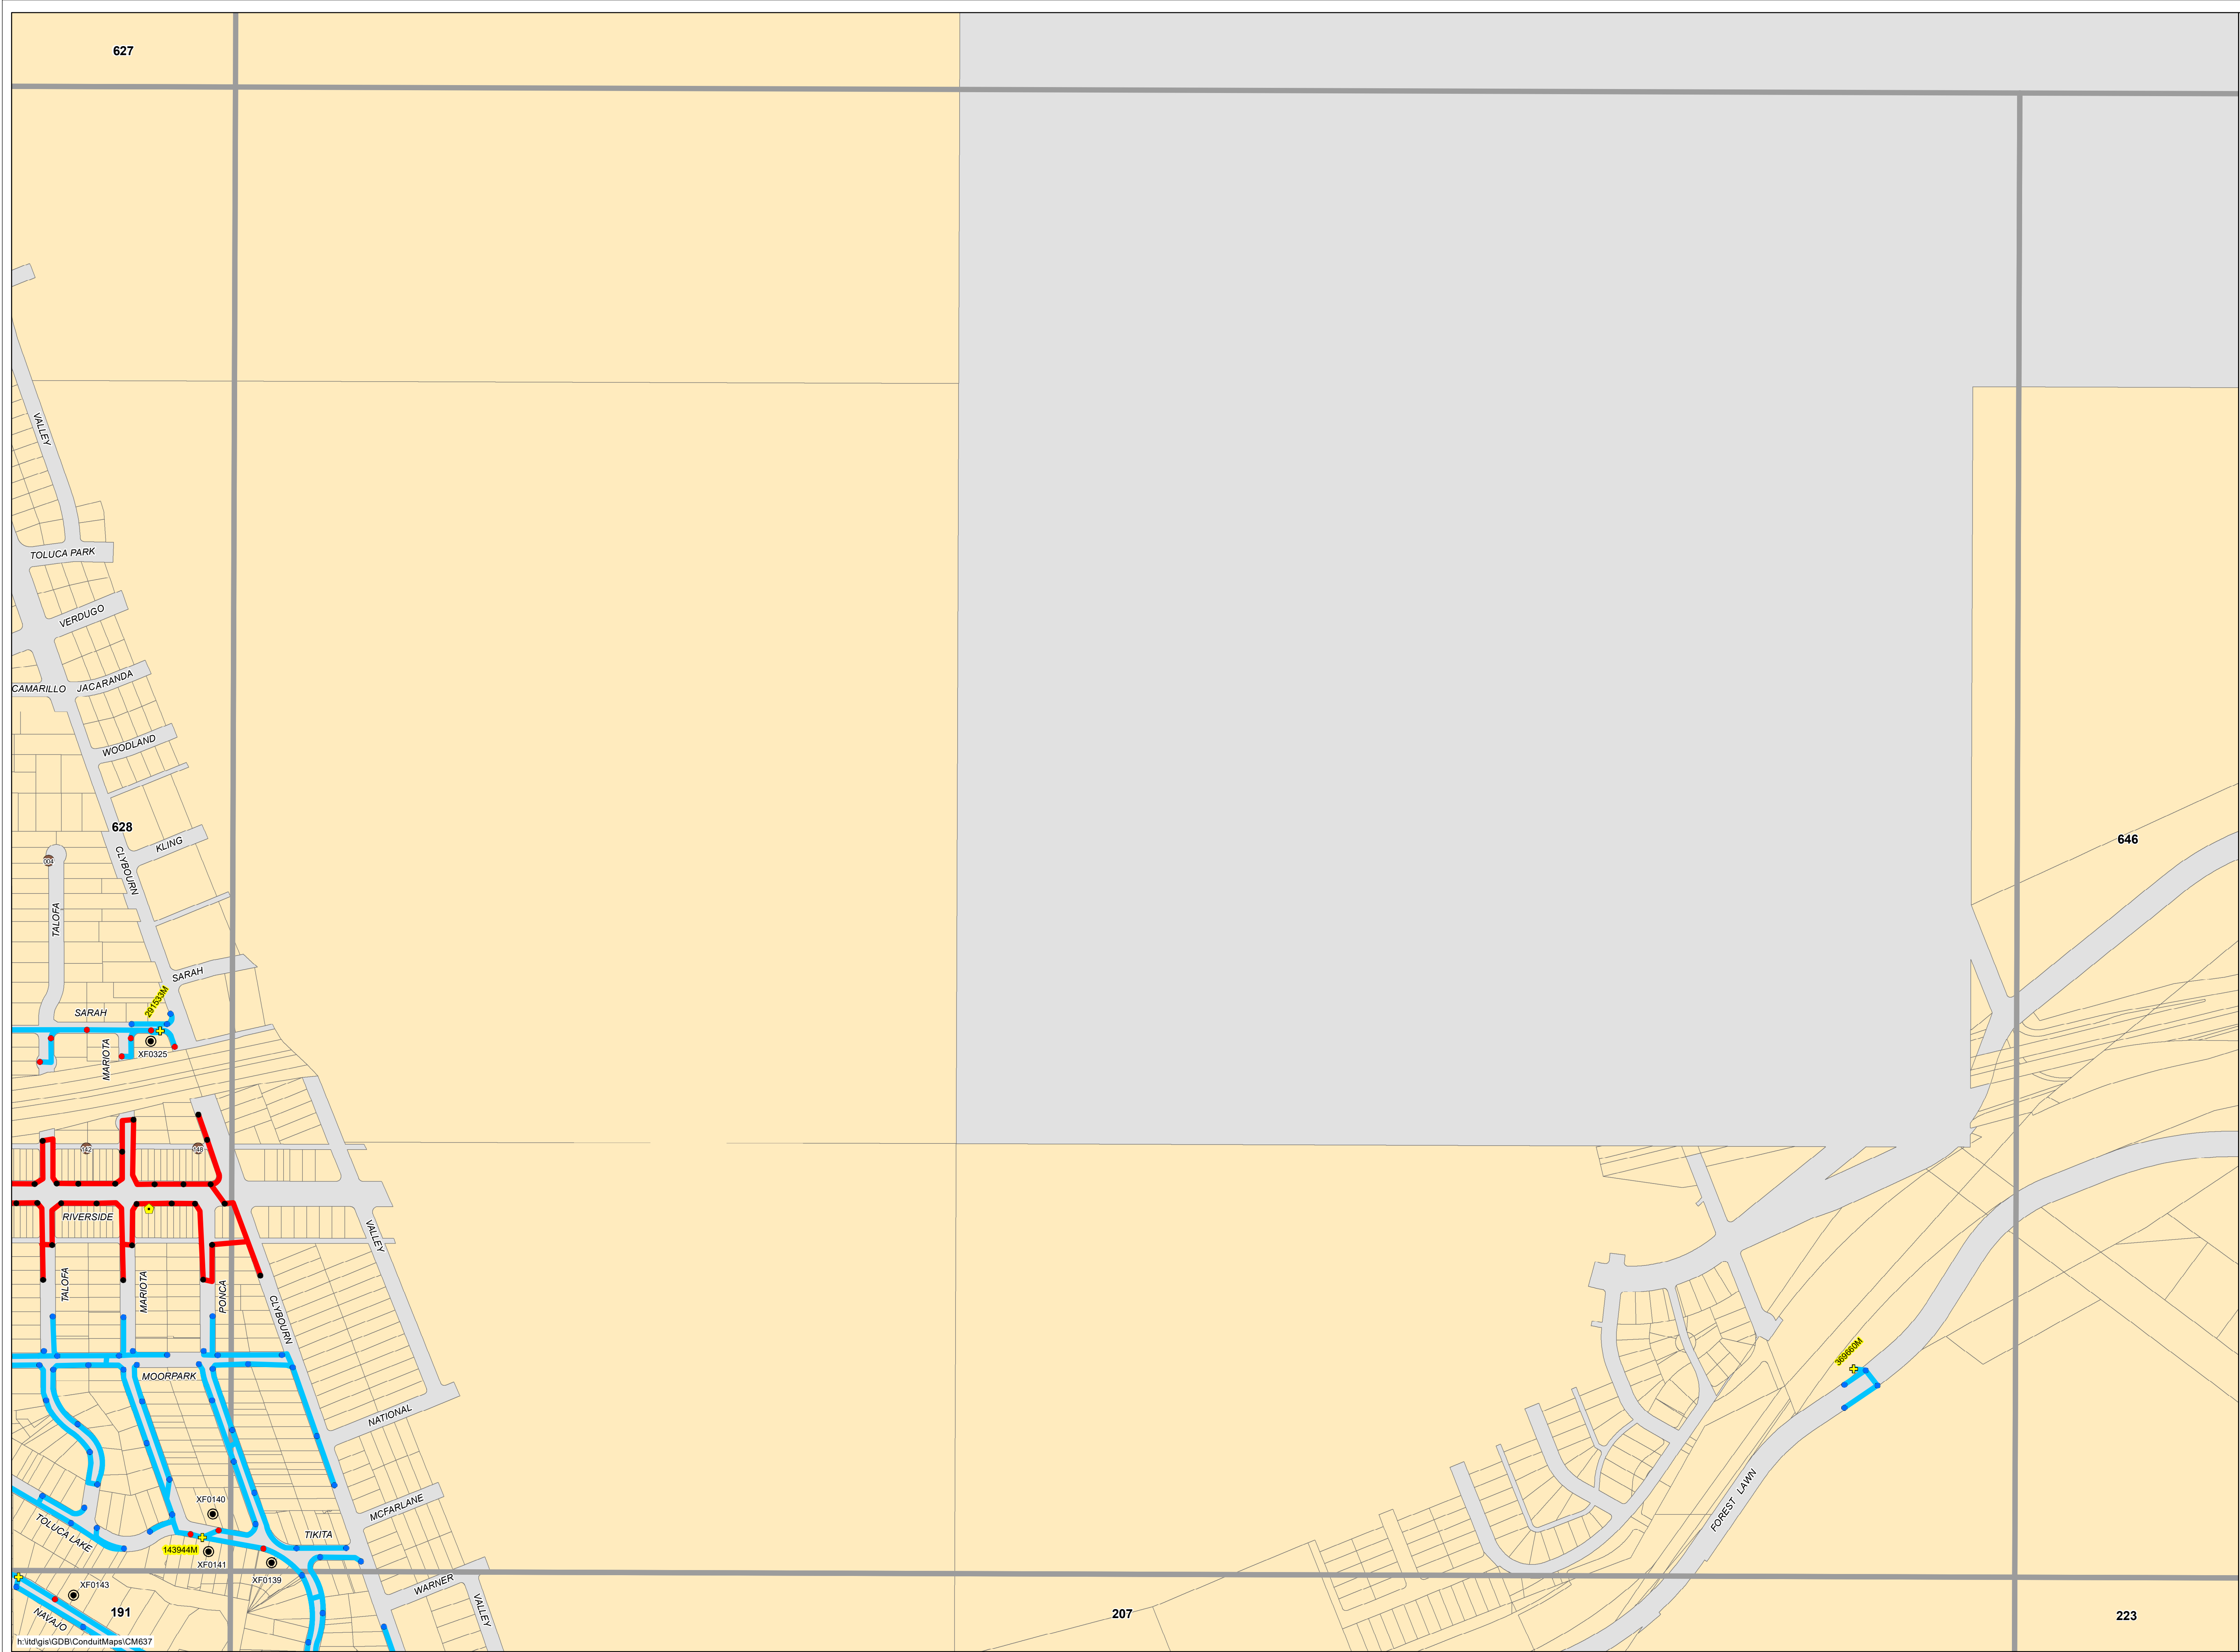 627
VALLEY
TOLUCA PARK
VERDUGO
CAMARILLO
JACARANDA
WOODLAND
628
KLING
CLYBOURN
646
TALOFA
SARAH
291533M
SARAH
MARIOTA
XF0325
RIVERSIDE
VALLEY
TALOFA
MARIOTA
PONCA
CLYBOURN
369660M
MOORPARK
NATIONAL
FOREST LAWN
XF0140
MCFARLANE
TOLUCA LAKE
TIKITA
143944M
XF0141
XF0139
XF0143
WARNER
VALLEY
191
NAVAJO
207
223
h:\itd\gis\GDB\ConduitMaps\CM637